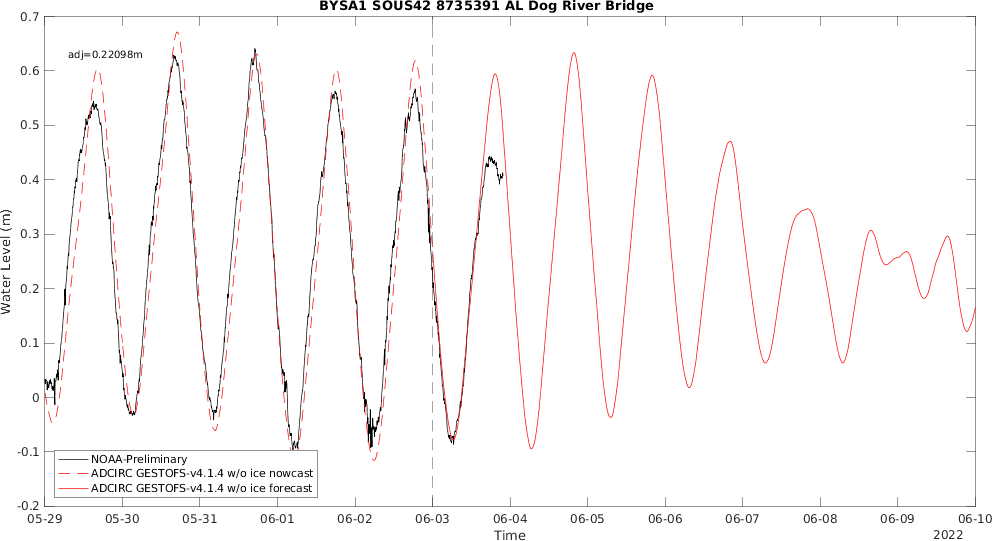 BYSA1 SOUS42 8735391 AL Dog River Bridge
0.7
adj=0.22098m
0.6
0.5
0.4
0.3
0.2
0.1
0
-0.1
-0.2
Water Level (m)
NOAA-Preliminary
ADCIRC GESTOFS-v4.1.4 w/o ice nowcast
ADCIRC GESTOFS-v4.1.4 w/o ice forecast
05-29 05-30 05-31 06-01 06-02 06-03 06-04 06-05 06-06 06-07 06-08 06-09 06-10
Time
2022